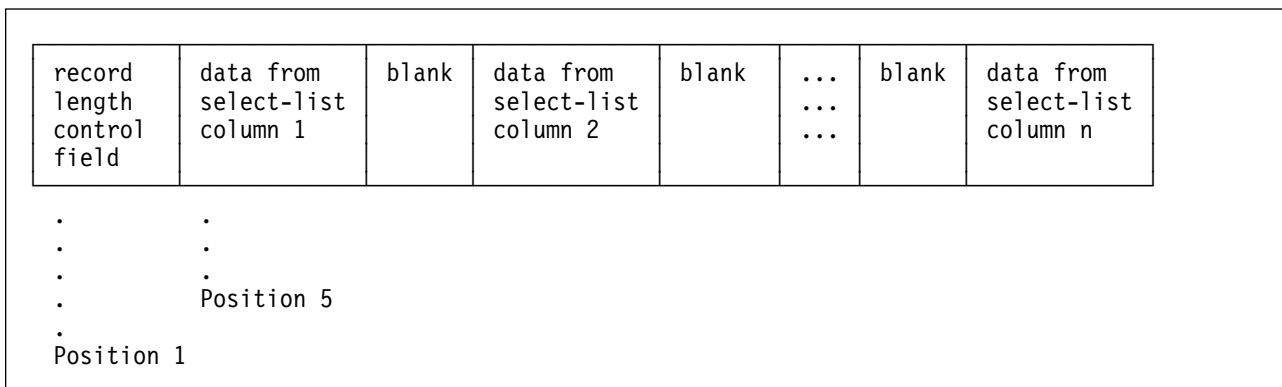 record data from blank data from blank ... blank data from
length select-list select-list ... select-list
control column 1 column 2 ... column n
field
. .
. .
. .
. Position 5
.
Position 1